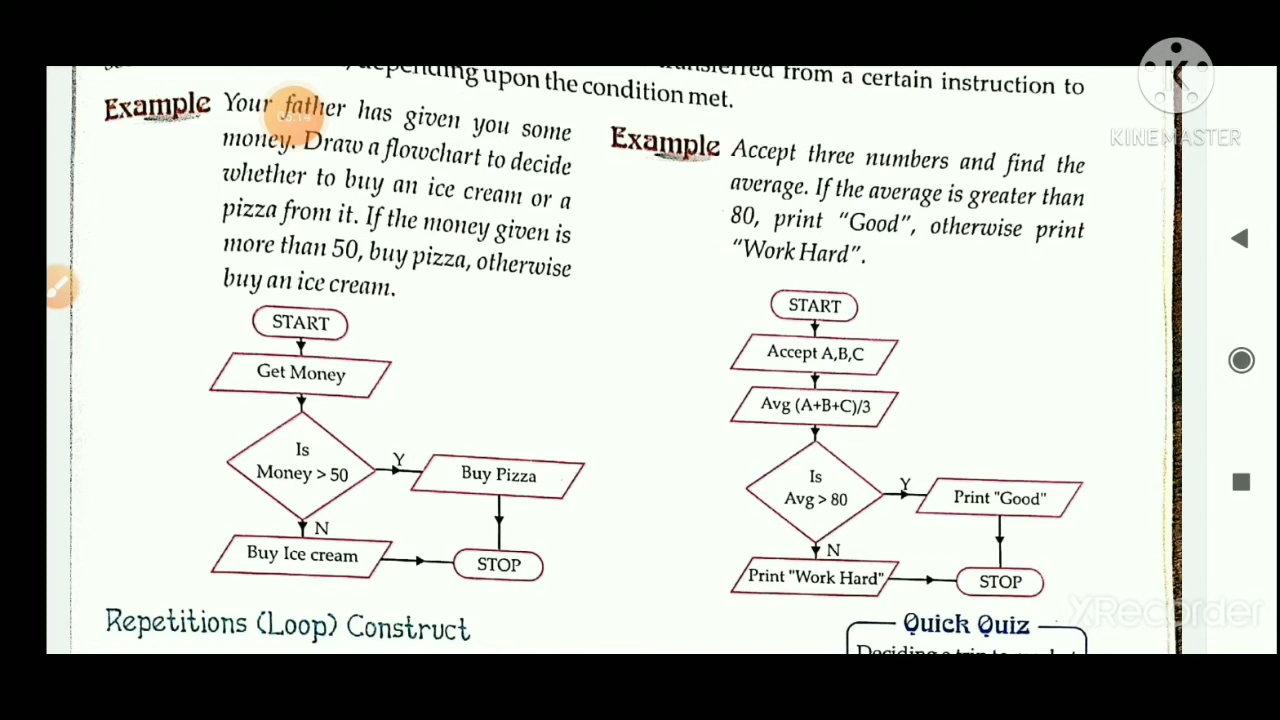 depending upon the condition met.
transferred from a certain instruction to
Example Your father has given you some
money. Draw a flowchart to decide
whether to buy an ice cream or a
pizza from it. If the money given is
more than 50, buy pizza, otherwise
buy an ice cream.
START
Get Money
Is
Money > 50
Y
Buy Pizza
N
Buy Ice cream
STOP
Repetitions (Loop) Construct
Example Accept three numbers and find the
average. If the average is greater than
80, print “Good”, otherwise print
“Work Hard”.
START
Accept A,B,C
Avg (A+B+C)/3
Is
Avg > 80
Y
Print "Good"
N
Print "Work Hard"
STOP
Quick Quiz
Deciding a trip to
K
KINEMASTER
XRecorder